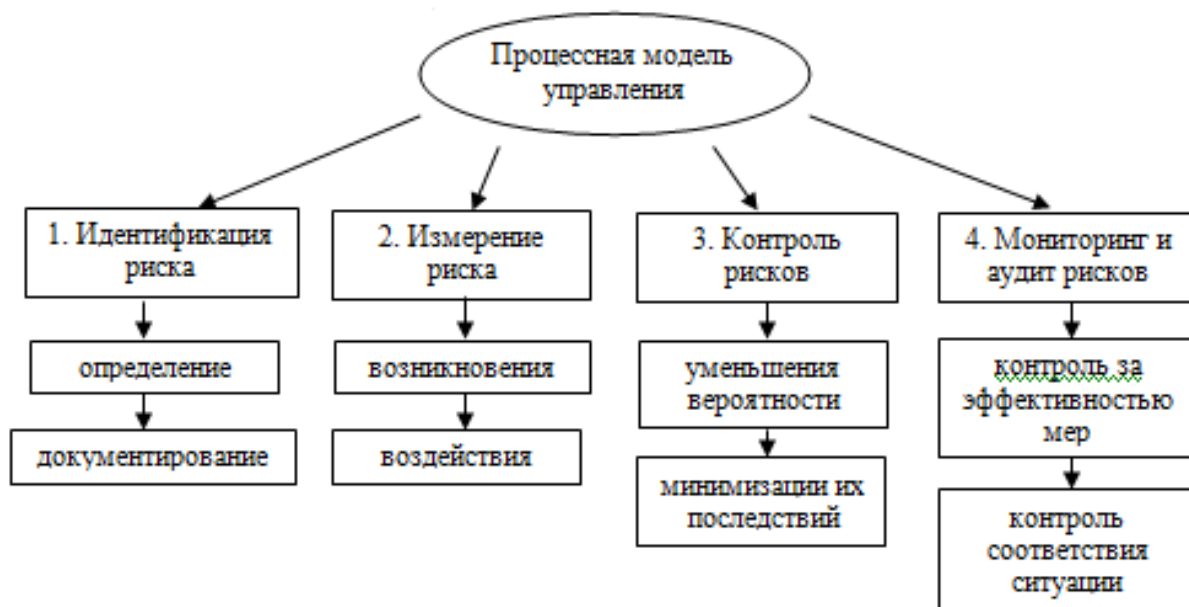 Процессная модель
управления
1. Идентификация
риска
определение
документирование
2. Измерение
риска
возникновения
воздействия
3. Контроль
рисков
уменьшения
вероятности
минимизации их
последствий
4. Мониторинг и
аудит рисков
контроль за
эффективностью
мер
контроль
соответствия
ситуации